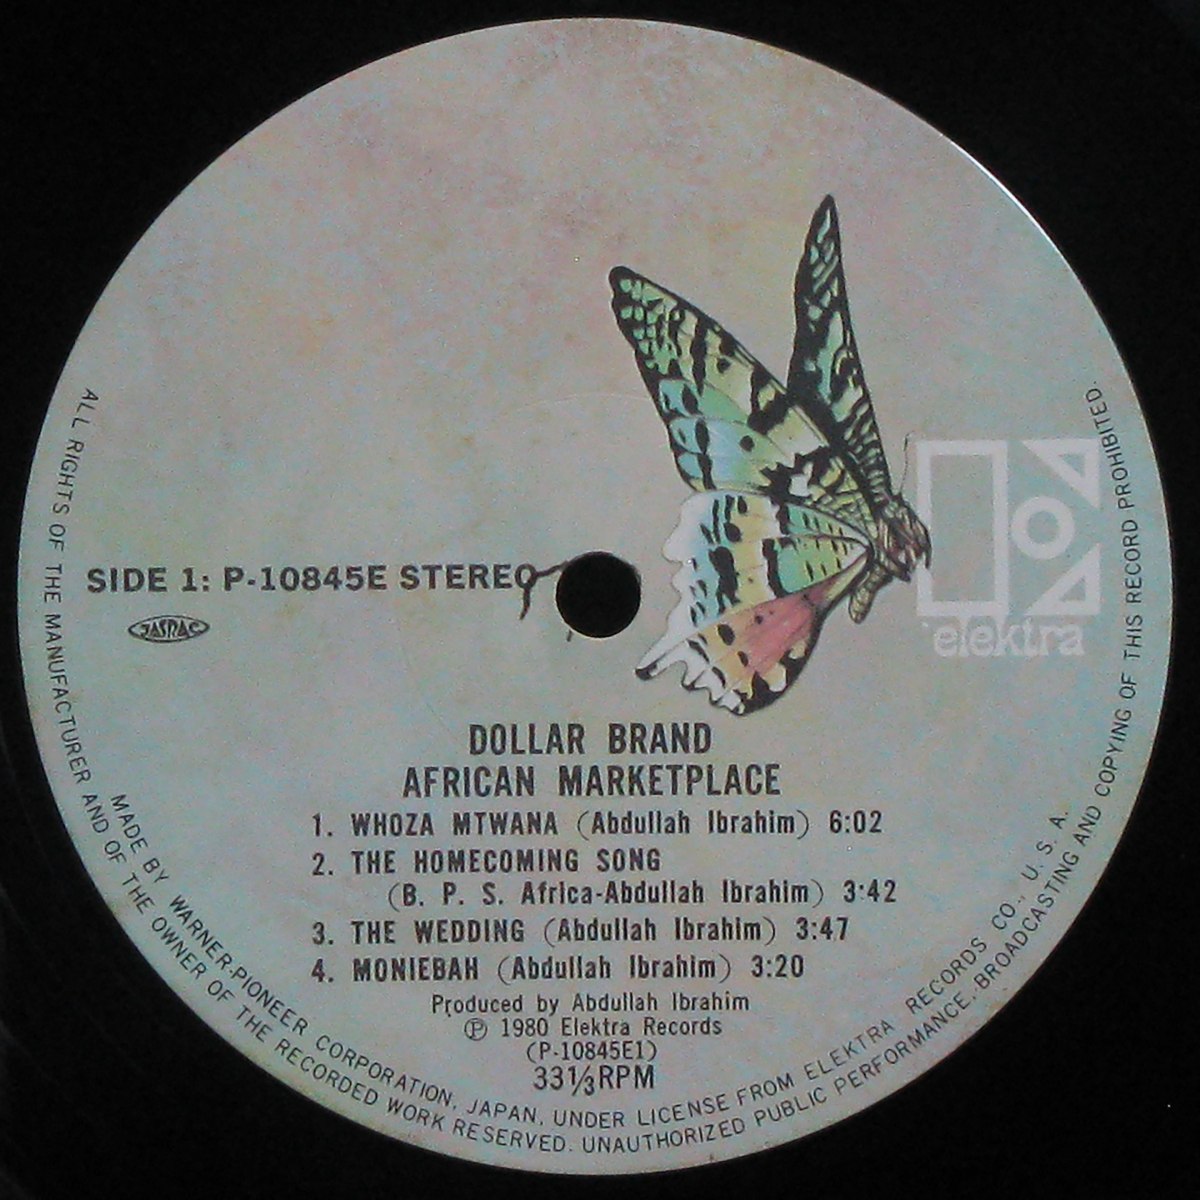 elektra
SIDE 1: P-10845E STEREO
JASRAC
DOLLAR BRAND
AFRICAN MARKETPLACE
1. WHOZA MTWANA (Abdullah Ibrahim) 6:02
2. THE HOMECOMING SONG
(B. P. S. Africa-Abdullah Ibrahim) 3:42
3. THE WEDDING (Abdullah Ibrahim) 3:47
4. MONIEBAH (Abdullah Ibrahim) 3:20
Produced by Abdullah Ibrahim
℗ 1980 Elektra Records
(P-10845E1)
33⅓RPM
MADE BY WARNER-PIONEER CORPORATION, JAPAN, UNDER LICENSE FROM ELEKTRA RECORDS CO., U. S. A.
ALL RIGHTS OF THE MANUFACTURER AND OF THE OWNER OF THE RECORDED WORK RESERVED. UNAUTHORIZED PUBLIC PERFORMANCE, BROADCASTING AND COPYING OF THIS RECORD PROHIBITED.